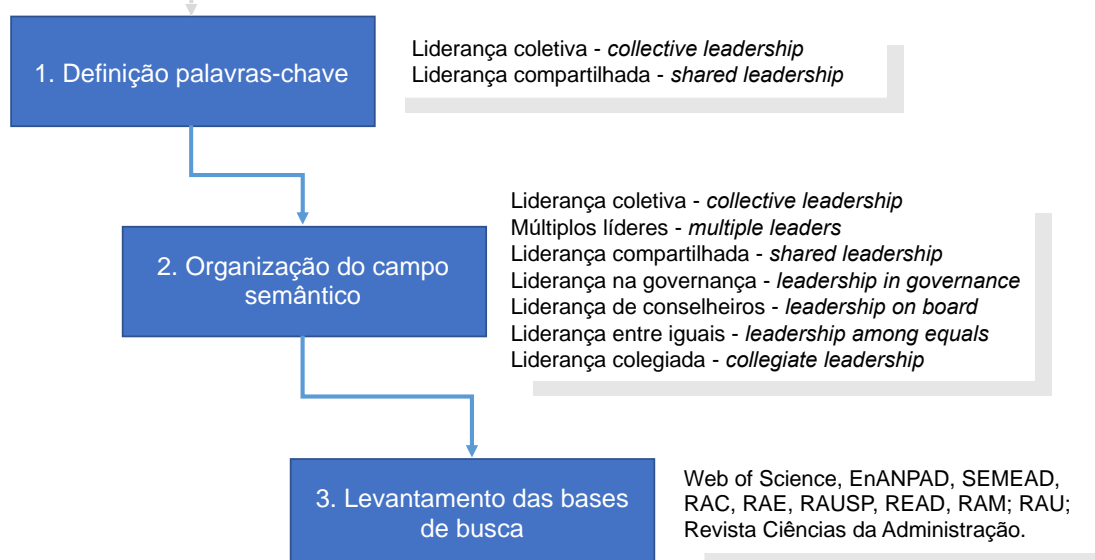 1. Definição palavras-chave
Liderança coletiva - collective leadership
Liderança compartilhada - shared leadership
2. Organização do campo
semântico
Liderança coletiva - collective leadership
Múltiplos líderes - multiple leaders
Liderança compartilhada - shared leadership
Liderança na governança - leadership in governance
Liderança de conselheiros - leadership on board
Liderança entre iguais - leadership among equals
Liderança colegiada - collegiate leadership
3. Levantamento das bases
de busca
Web of Science, EnANPAD, SEMEAD,
RAC, RAE, RAUSP, READ, RAM; RAU;
Revista Ciências da Administração.